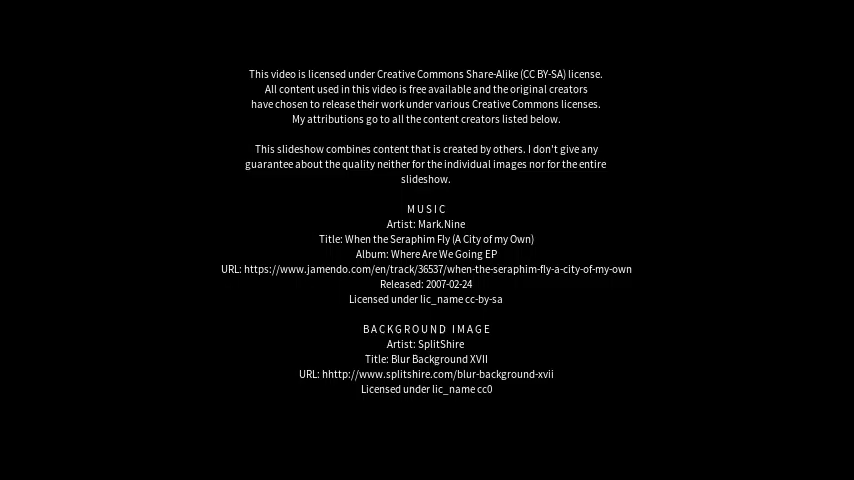 This video is licensed under Creative Commons Share-Alike (CC BY-SA) license.
All content used in this video is free available and the original creators
have chosen to release their work under various Creative Commons licenses.
My attributions go to all the content creators listed below.
This slideshow combines content that is created by others. I don't give any
guarantee about the quality neither for the individual images nor for the entire
slideshow.
MUSIC
Artist: Mark.Nine
Title: When the Seraphim Fly (A City of my Own)
Album: Where Are We Going EP
URL: https://www.jamendo.com/en/track/36537/when-the-seraphim-fly-a-city-of-my-own
Released: 2007-02-24
Licensed under lic_name cc-by-sa
BACKGROUND IMAGE
Artist: SplitShire
Title: Blur Background XVII
URL: hhttp://www.splitshire.com/blur-background-xvii
Licensed under lic_name cc0